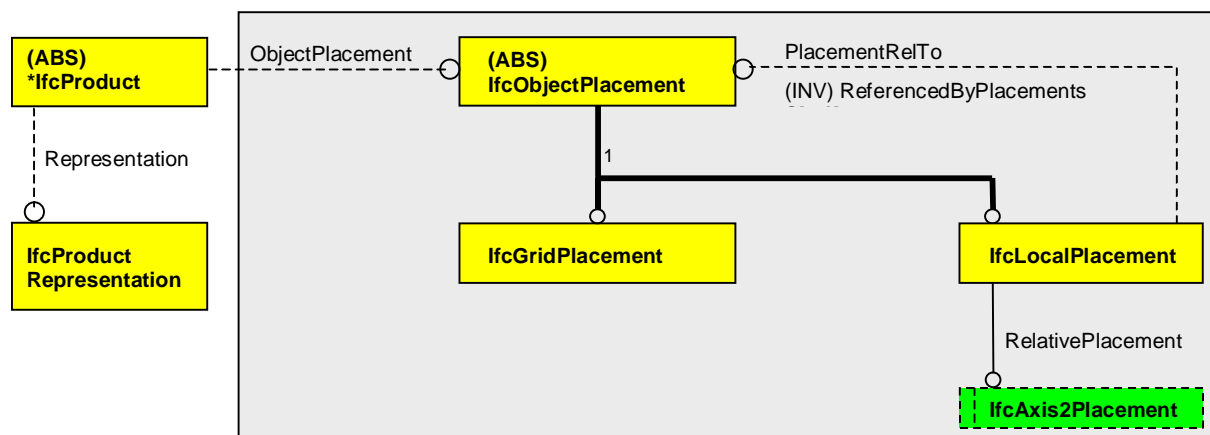 (ABS)
*IfcProduct
ObjectPlacement
(ABS)
IfcObjectPlacement
PlacementRelTo
(INV) ReferencedByPlacements
Representation
1
IfcProduct
Representation
IfcGridPlacement
IfcLocalPlacement
RelativePlacement
IfcAxis2Placement